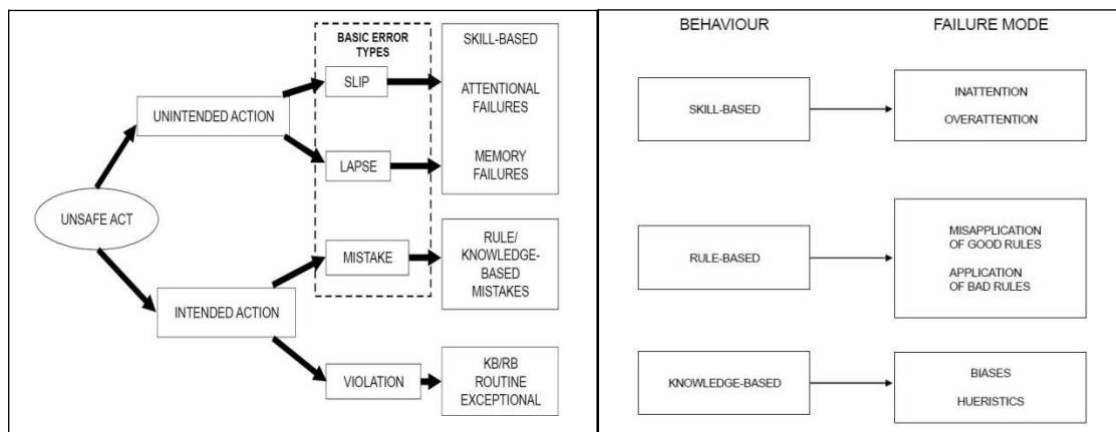 BASIC ERROR
TYPES
SKILL-BASED
SLIP
ATTENTIONAL
FAILURES
UNINTENDED ACTION
LAPSE
MEMORY
FAILURES
UNSAFE ACT
MISTAKE
RULE/
KNOWLEDGE-
BASED
MISTAKES
INTENDED ACTION
VIOLATION
KB/RB
ROUTINE
EXCEPTIONAL
BEHAVIOUR
FAILURE MODE
SKILL-BASED
INATTENTION
OVERATTENTION
RULE-BASED
MISAPPLICATION
OF GOOD RULES
APPLICATION
OF BAD RULES
KNOWLEDGE-BASED
BIASES
HUERISTICS